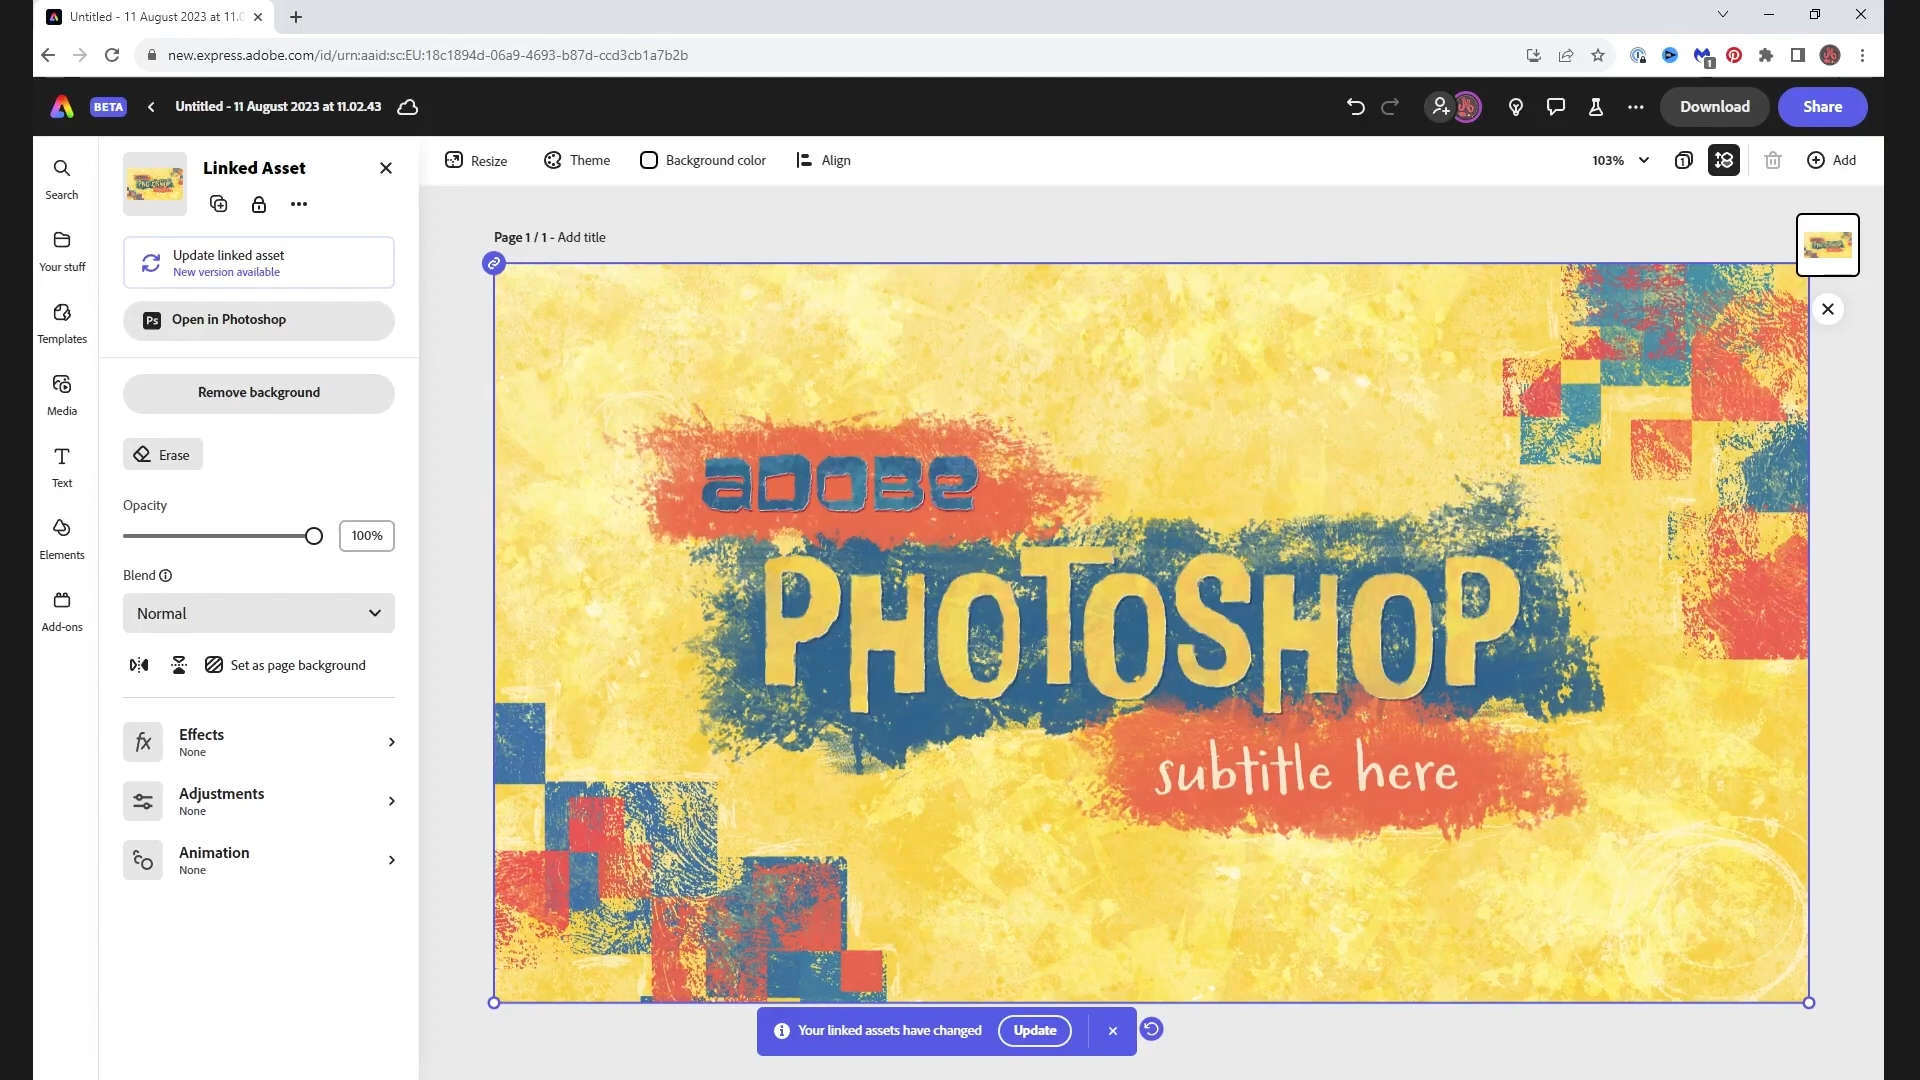 Untitled - 11 August 2023 at 11.0
new.express.adobe.com/id/urn:aaid:sc:EU:18c1894d-06a9-4693-b87d-ccd3cb1a7b2b
1
BETA
Untitled - 11 August 2023 at 11.02.43
Download
Share
Search
Your stuff
Templates
Media
Text
Elements
Add-ons
Linked Asset
Update linked asset
New version available
Ps Open in Photoshop
Remove background
Erase
Opacity
100%
Blend
Normal
Set as page background
fx Effects
None
Adjustments
None
Animation
None
Resize
Theme
Background color
Align
103%
1
Add
Page 1 / 1 - Add title
aDOBe
PHOToSHOP
subtitle here
Your linked assets have changed
Update